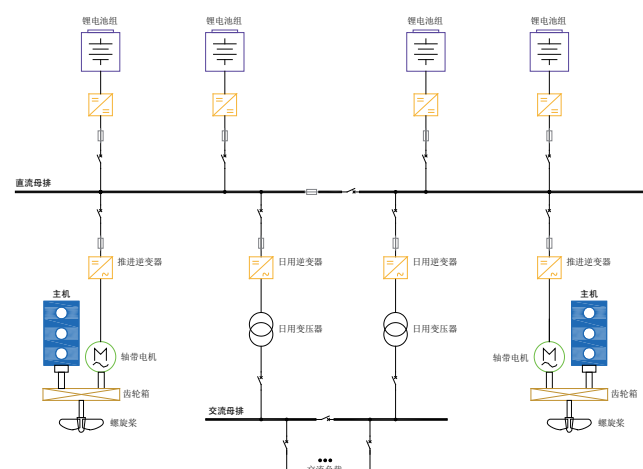 锂电池组
锂电池组
锂电池组
锂电池组
直流母排
推进逆变器
日用逆变器
日用逆变器
推进逆变器
主机
主机
日用变压器
日用变压器
轴带电机
轴带电机
齿轮箱
齿轮箱
交流母排
螺旋桨
螺旋桨
交流负载